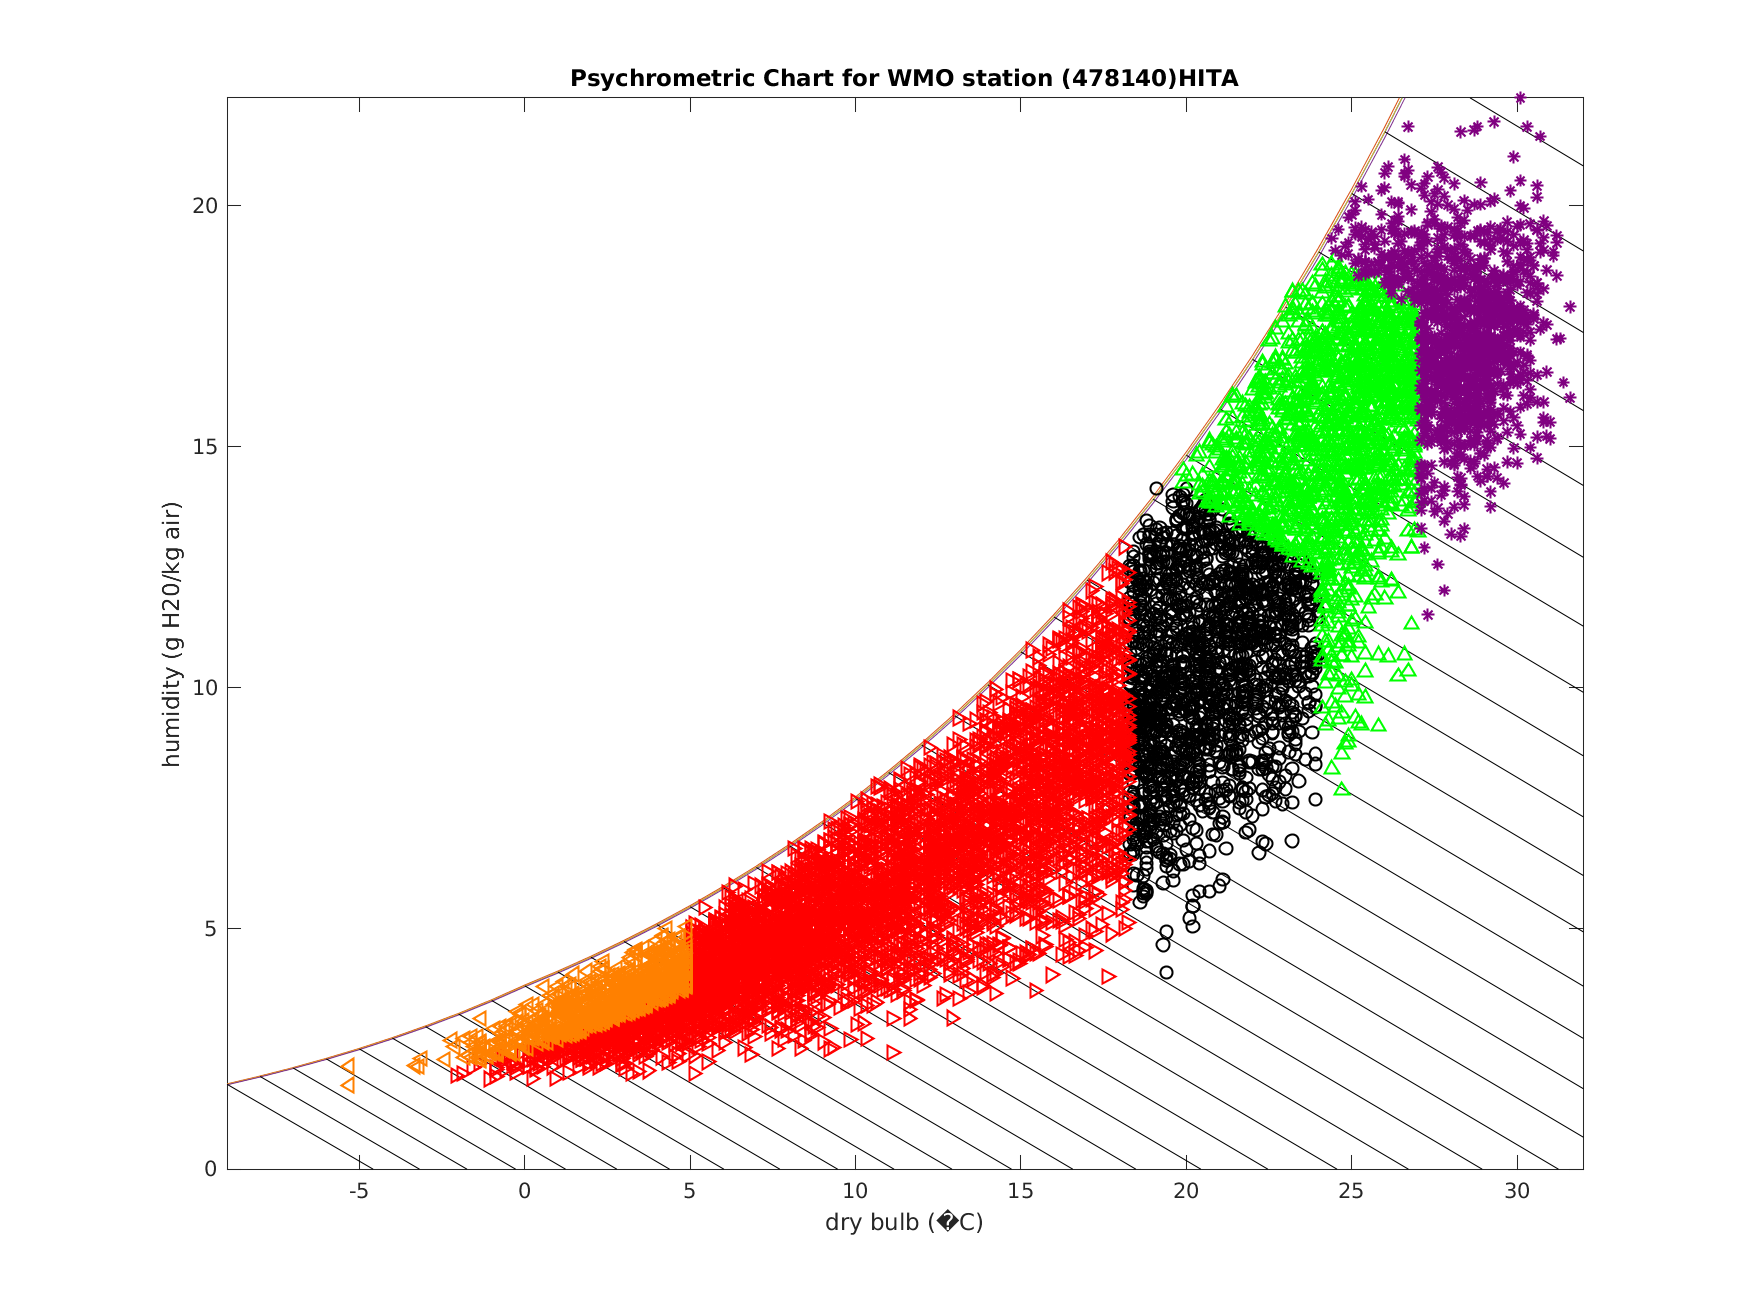 Psychrometric Chart for WMO station (478140)HITA
humidity (g H20/kg air)
20
15
10
5
0
-5 0 5 10 15 20 25 30
dry bulb (�C)